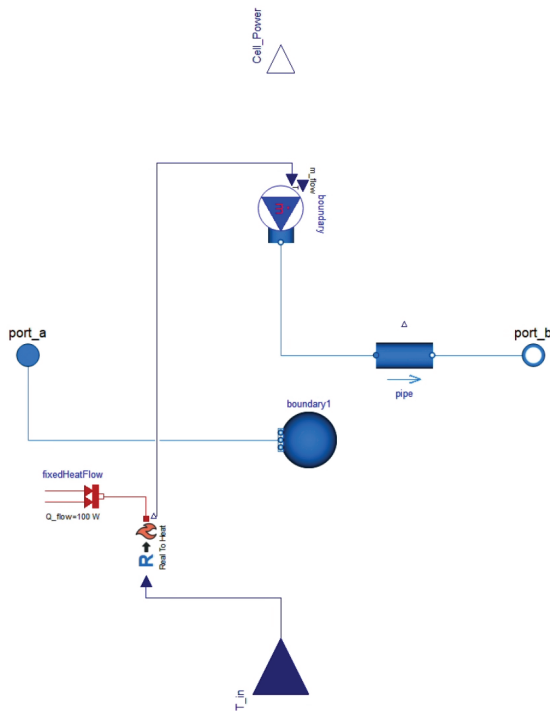 Cell_Power
m_flow
boundary
port_a
port_b
pipe
boundary1
fixedHeatFlow
Q_flow=100 W
R
Real To Heat
T_in